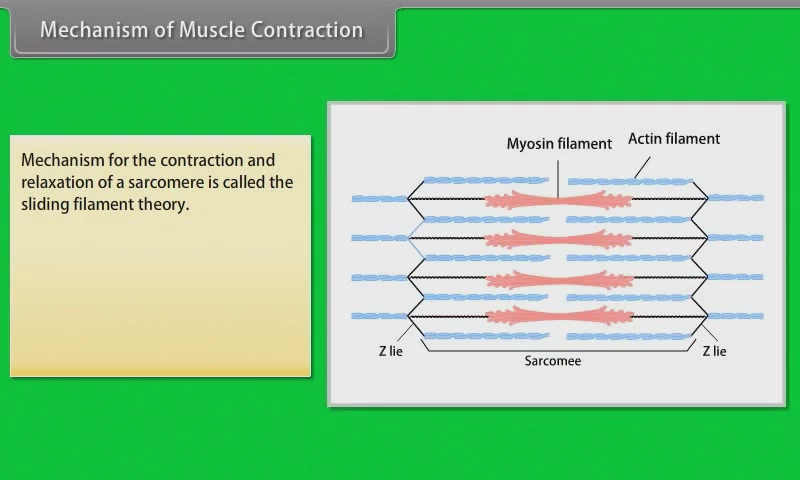 Mechanism of Muscle Contraction
Mechanism for the contraction and
relaxation of a sarcomere is called the
sliding filament theory.
Myosin filament
Actin filament
Z lie
Z lie
Sarcomee